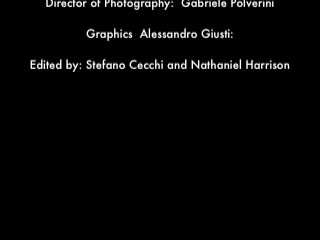 Director of Photography:  Gabriele Polverini
Graphics  Alessandro Giusti:
Edited by: Stefano Cecchi and Nathaniel Harrison